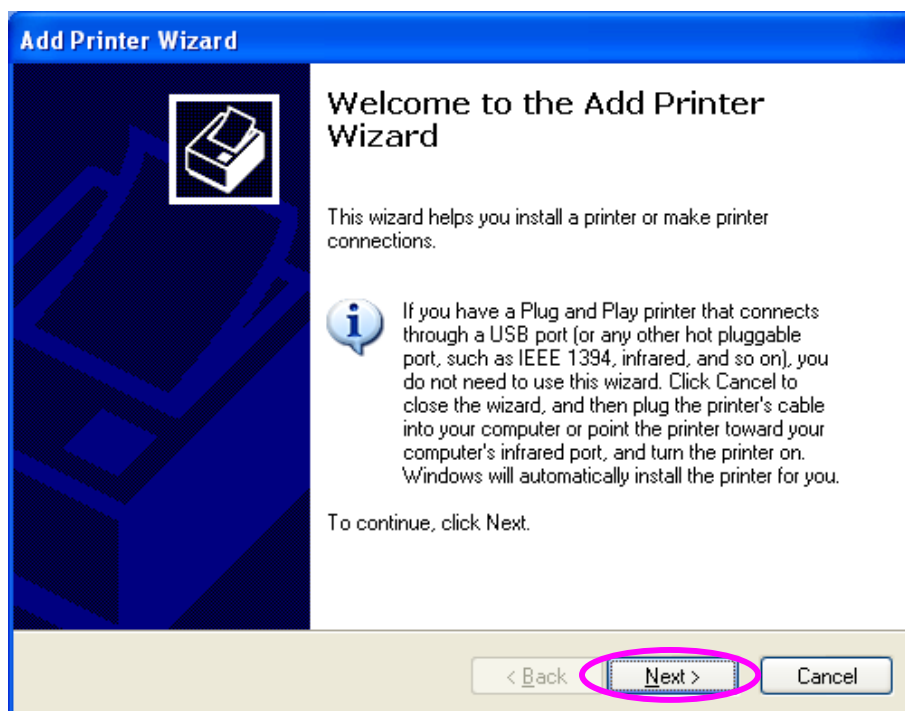 Add Printer Wizard
Welcome to the Add Printer
Wizard
This wizard helps you install a printer or make printer
connections.
If you have a Plug and Play printer that connects
through a USB port (or any other hot pluggable
port, such as IEEE 1394, infrared, and so on), you
do not need to use this wizard. Click Cancel to
close the wizard, and then plug the printer's cable
into your computer or point the printer toward your
computer's infrared port, and turn the printer on.
Windows will automatically install the printer for you.
To continue, click Next.
< Back Next > Cancel